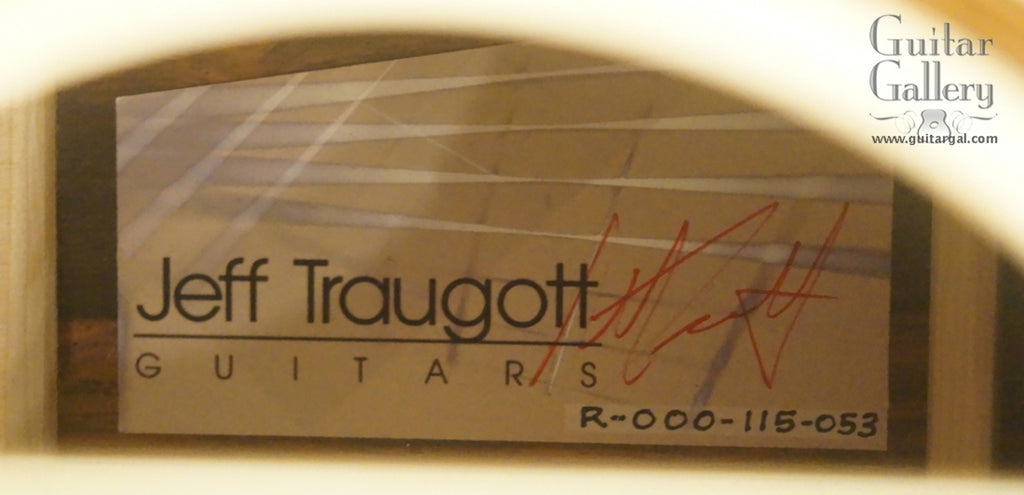 Guitar
Gallery
www.guitargal.com
Jeff Traugott
GUITARS
R-000-115-053